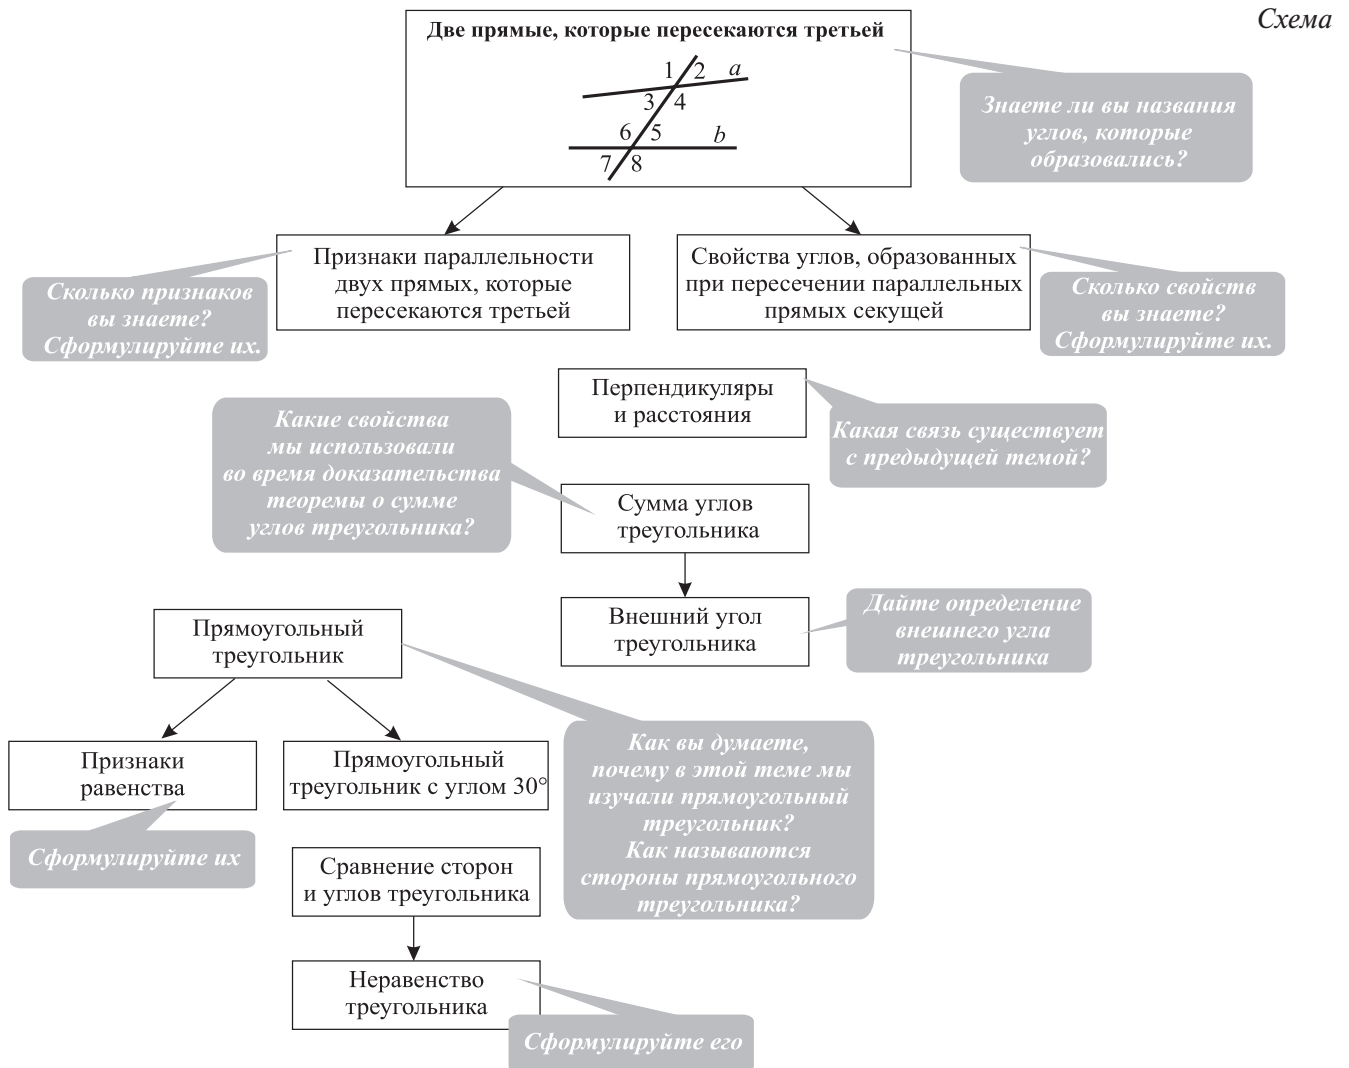 Схема
Две прямые, которые пересекаются третьей
1 2 a
3 4
6 5 b
7 8
Знаете ли вы названия
углов, которые
образовались?
Признаки параллельности
двух прямых, которые
пересекаются третьей
Свойства углов, образованных
при пересечении параллельных
прямых секущей
Сколько признаков
вы знаете?
Сформулируйте их.
Сколько свойств
вы знаете?
Сформулируйте их.
Перпендикуляры
и расстояния
Какая связь существует
с предыдущей темой?
Какие свойства
мы использовали
во время доказательства
теоремы о сумме
углов треугольника?
Сумма углов
треугольника
Внешний угол
треугольника
Дайте определение
внешнего угла
треугольника
Прямоугольный
треугольник
Признаки
равенства
Прямоугольный
треугольник с углом 30°
Как вы думаете,
почему в этой теме мы
изучали прямоугольный
треугольник?
Как называются
стороны прямоугольного
треугольника?
Сформулируйте их
Сравнение сторон
и углов треугольника
Неравенство
треугольника
Сформулируйте его